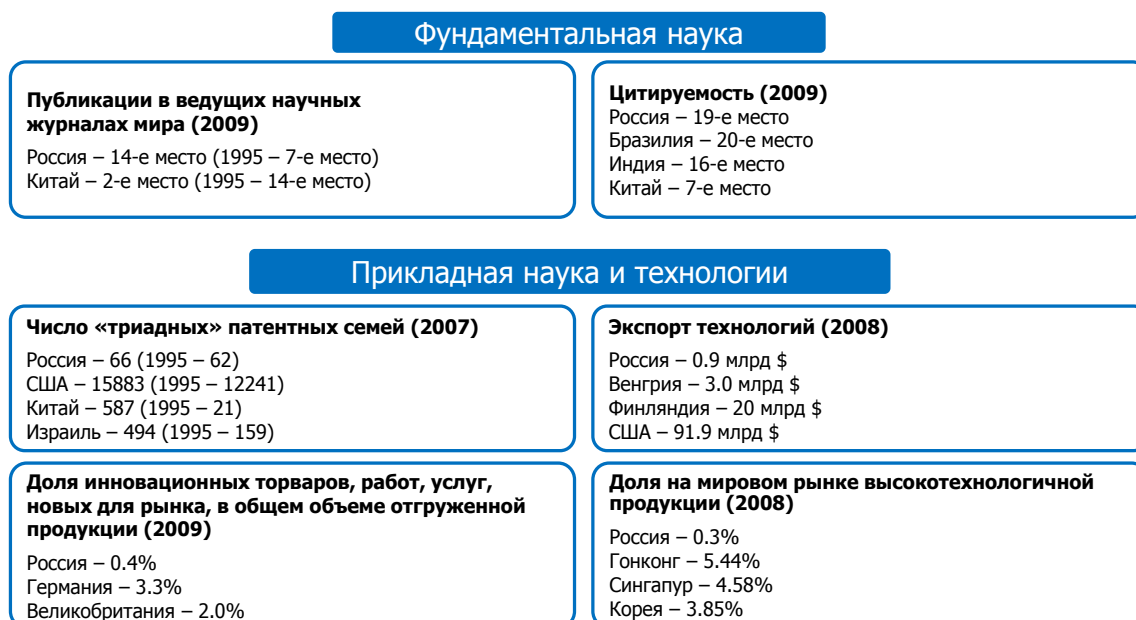 Фундаментальная наука
Публикации в ведущих научных
журналах мира (2009)
Россия – 14-е место (1995 – 7-е место)
Китай – 2-е место (1995 – 14-е место)
Цитируемость (2009)
Россия – 19-е место
Бразилия – 20-е место
Индия – 16-е место
Китай – 7-е место
Прикладная наука и технологии
Число «триадных» патентных семей (2007)
Россия – 66 (1995 – 62)
США – 15883 (1995 – 12241)
Китай – 587 (1995 – 21)
Израиль – 494 (1995 – 159)
Экспорт технологий (2008)
Россия – 0.9 млрд $
Венгрия – 3.0 млрд $
Финляндия – 20 млрд $
США – 91.9 млрд $
Доля инновационных торваров, работ, услуг,
новых для рынка, в общем объеме отгруженной
продукции (2009)
Россия – 0.4%
Германия – 3.3%
Великобритания – 2.0%
Доля на мировом рынке высокотехнологичной
продукции (2008)
Россия – 0.3%
Гонконг – 5.44%
Сингапур – 4.58%
Корея – 3.85%